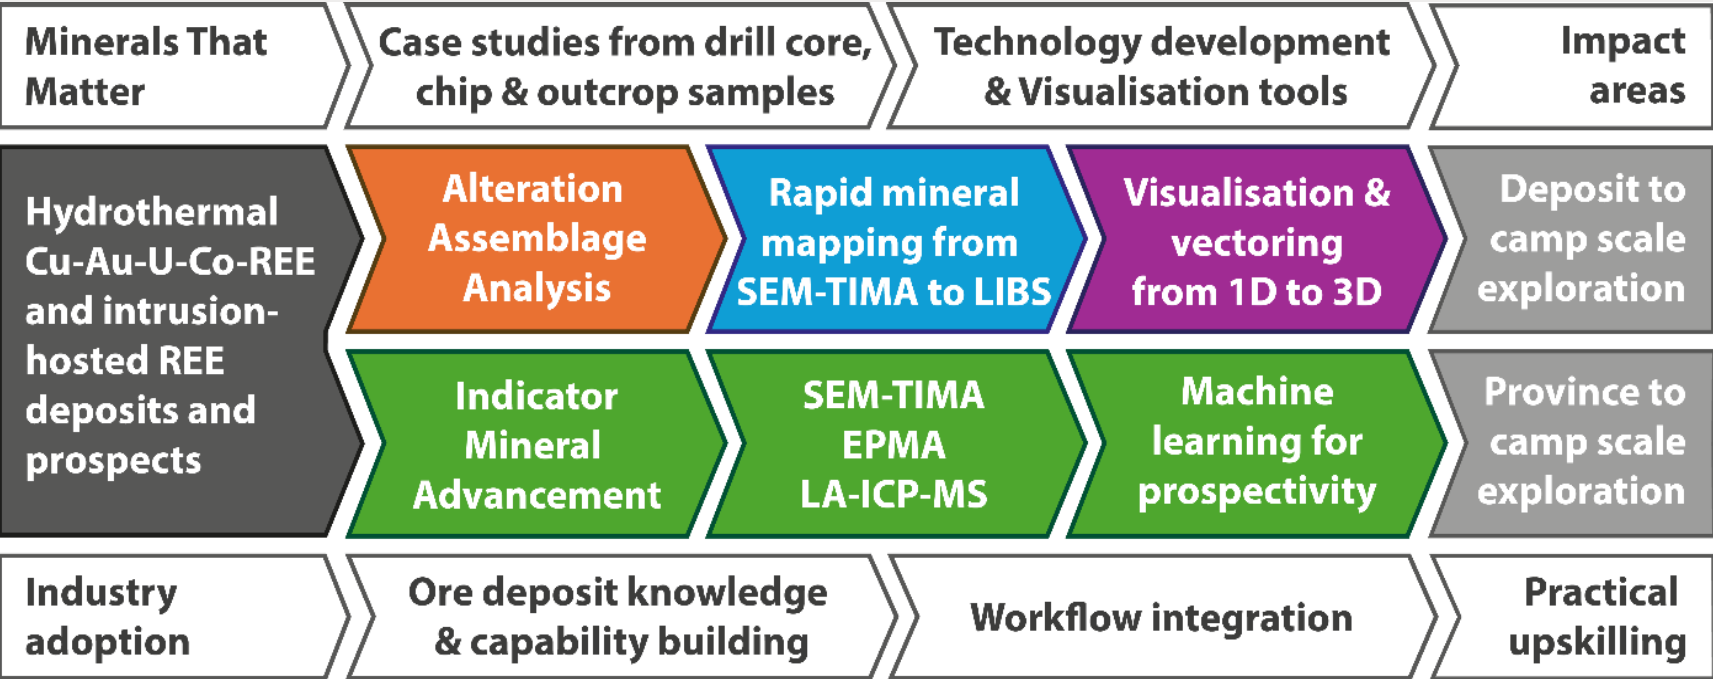 Minerals That
Matter
Case studies from drill core,
chip & outcrop samples
Technology development
& Visualisation tools
Impact
areas
Hydrothermal
Cu-Au-U-Co-REE
and intrusion-
hosted REE
deposits and
prospects
Alteration
Assemblage
Analysis
Rapid mineral
mapping from
SEM-TIMA to LIBS
Visualisation &
vectoring
from 1D to 3D
Deposit to
camp scale
exploration
Indicator
Mineral
Advancement
SEM-TIMA
EPMA
LA-ICP-MS
Machine
learning for
prospectivity
Province to
camp scale
exploration
Industry
adoption
Ore deposit knowledge
& capability building
Workflow integration
Practical
upskilling